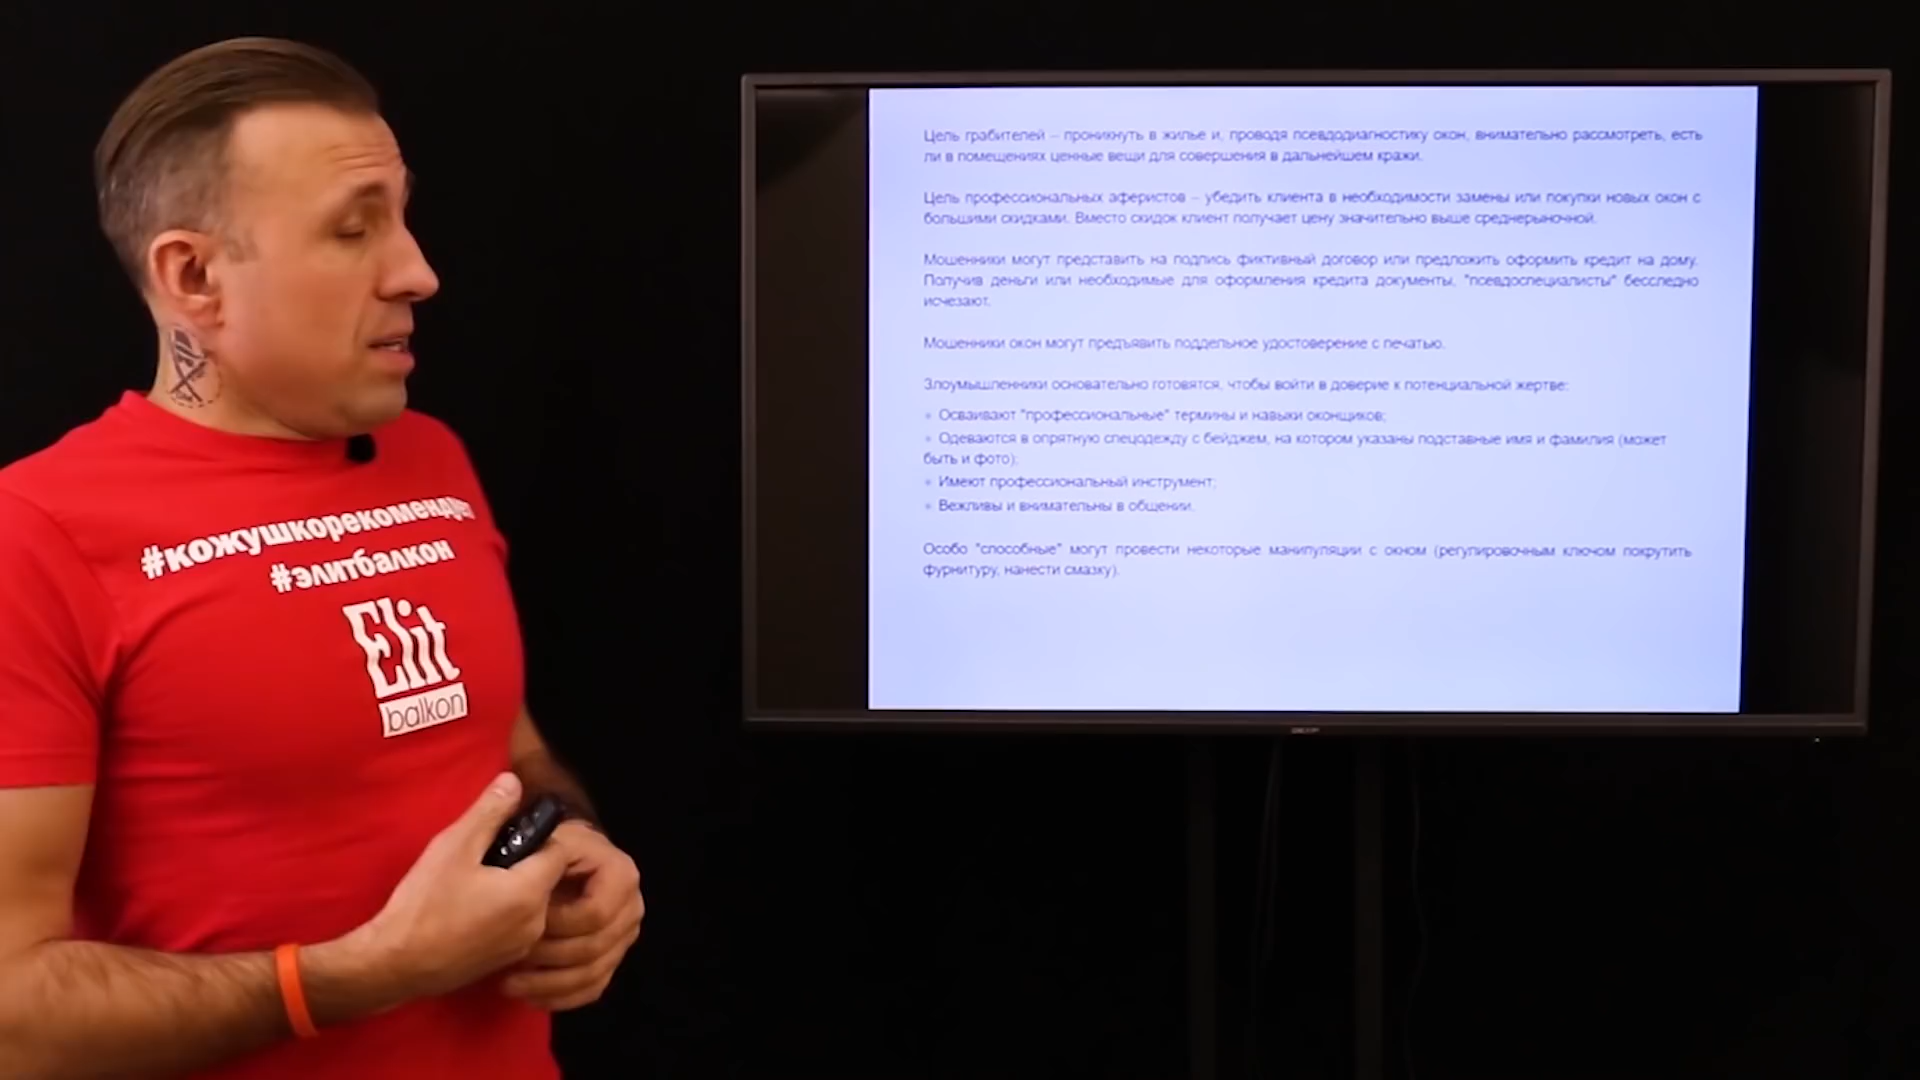 Цель грабителей – проникнуть в жилье и, проводя псевдодиагностику окон, внимательно рассмотреть, есть
ли в помещениях ценные вещи для совершения в дальнейшем кражи.
Цель профессиональных аферистов – убедить клиента в необходимости замены или покупки новых окон с
большими скидками. Вместо скидок клиент получает цену значительно выше среднерыночной.
Мошенники могут представить на подпись фиктивный договор или предложить оформить кредит на дому.
Получив деньги или необходимые для оформления кредита документы, "псевдоспециалисты" бесследно
исчезают.
Мошенники окон могут предъявить поддельное удостоверение с печатью.
Злоумышленники основательно готовятся, чтобы войти в доверие к потенциальной жертве:
Осваивают "профессиональные" термины и навыки оконщиков;
Одеваются в опрятную спецодежду с бейджем, на котором указаны подставные имя и фамилия (может
быть и фото);
Имеют профессиональный инструмент;
Вежливы и внимательны в общении.
Особо "способные" могут провести некоторые манипуляции с окном (регулировочным ключом покрутить
фурнитуру, нанести смазку).
#кожушкорекомендует
#элитбалкон
Elit
balkon